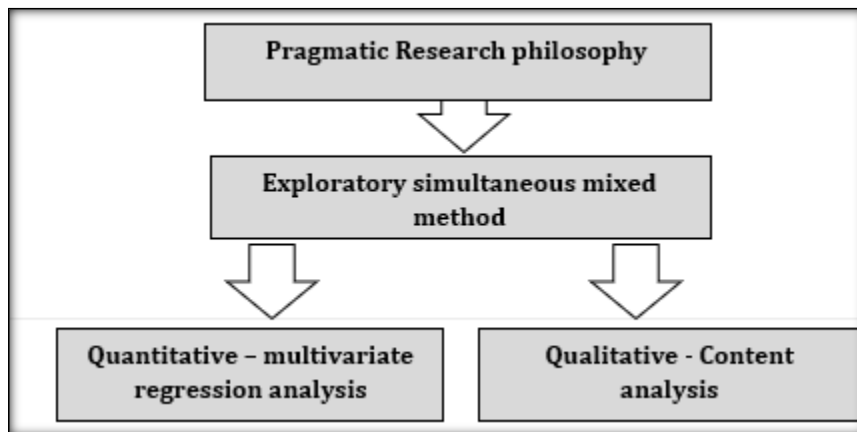 Pragmatic Research philosophy
Exploratory simultaneous mixed
method
Quantitative – multivariate
regression analysis
Qualitative - Content
analysis